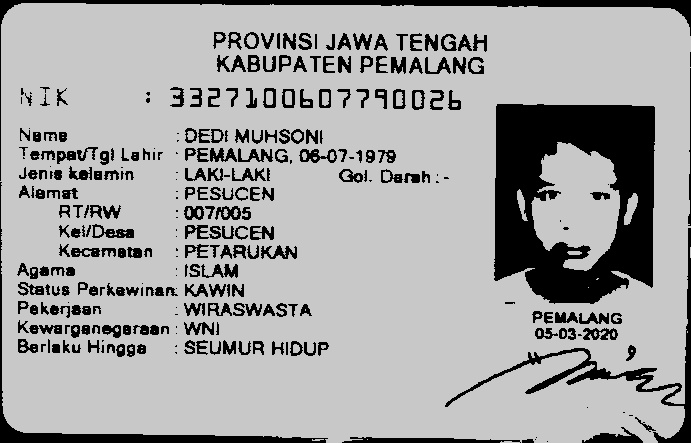 PROVINSI JAWA TENGAH
KABUPATEN PEMALANG
NIK : 3327100607790026
Nama : DEDI MUHSONI
Tempat/Tgl Lahir : PEMALANG, 06-07-1979
Jenis kelamin : LAKI-LAKI Gol. Darah : -
Alamat : PESUCEN
RT/RW : 007/005
Kel/Desa : PESUCEN
Kecamatan : PETARUKAN
Agama : ISLAM
Status Perkawinan: KAWIN
Pekerjaan : WIRASWASTA
Kewarganegaraan : WNI
Berlaku Hingga : SEUMUR HIDUP
PEMALANG
05-03-2020